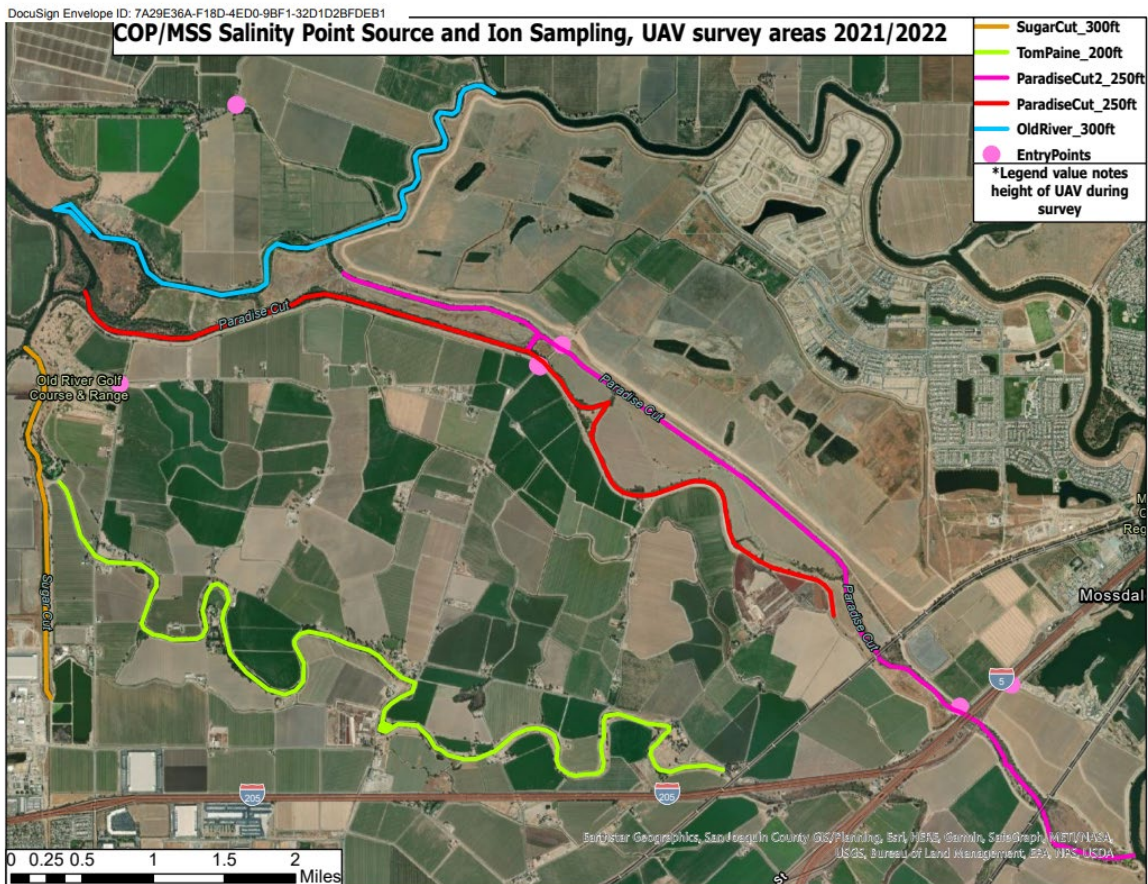 DocuSign Envelope ID: 7A29E36A-F18D-4ED0-9BF1-32D1D2BFDEB1
COP/MSS Salinity Point Source and Ion Sampling, UAV survey areas 2021/2022
SugarCut_300ft
TomPaine_200ft
ParadiseCut2_250ft
ParadiseCut_250ft
OldRiver_300ft
EntryPoints
*Legend value notes
height of UAV during
survey
Paradise Cut
Old River Golf
Course & Range
Paradise Cut
Sugar Cut
Paradise Cut
Mossdal
5
205
205
Earthstar Geographics, San Joaquin County GIS/Planning, Esri, HERE, Garmin, SafeGraph, METI/NASA,
USGS, Bureau of Land Management, EPA, NPS, USDA
st
0 0.25 0.5 1 1.5 2
Miles